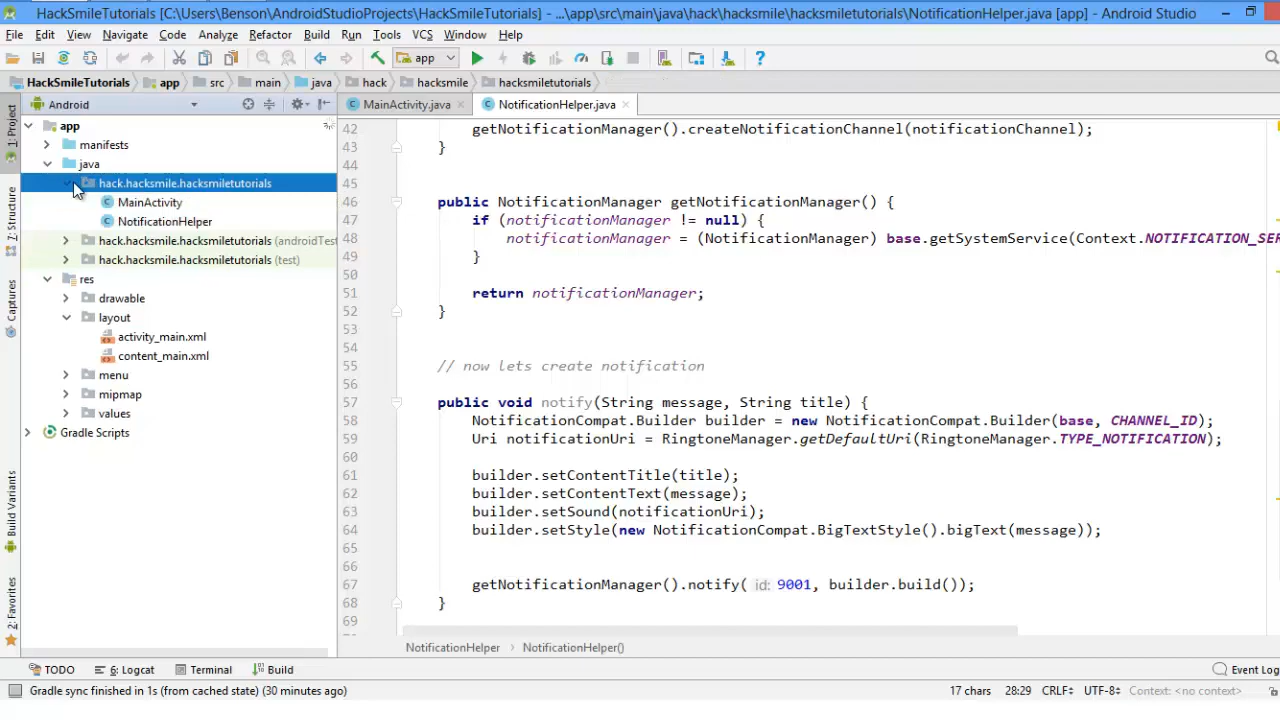 HackSmileTutorials [C:\Users\Benson\AndroidStudioProjects\HackSmileTutorials] - ...\app\src\main\java\hack\hacksmile\hacksmiletutorials\NotificationHelper.java [app] - Android Studio
File Edit View Navigate Code Analyze Refactor Build Run Tools VCS Window Help
app
HackSmileTutorials app src main java hack hacksmile hacksmiletutorials
Android
MainActivity.java NotificationHelper.java
1: Project
Z: Structure
Captures
Build Variants
2: Favorites
app
manifests
java
hack.hacksmile.hacksmiletutorials
MainActivity
NotificationHelper
hack.hacksmile.hacksmiletutorials (androidTest
hack.hacksmile.hacksmiletutorials (test)
res
drawable
layout
activity_main.xml
content_main.xml
menu
mipmap
values
Gradle Scripts
42 getNotificationManager().createNotificationChannel(notificationChannel);
43 }
44
45
46 public NotificationManager getNotificationManager() {
47 if (notificationManager != null) {
48 notificationManager = (NotificationManager) base.getSystemService(Context.NOTIFICATION_SER
49 }
50
51 return notificationManager;
52 }
53
54
55 // now lets create notification
56
57 public void notify(String message, String title) {
58 NotificationCompat.Builder builder = new NotificationCompat.Builder(base, CHANNEL_ID);
59 Uri notificationUri = RingtoneManager.getDefaultUri(RingtoneManager.TYPE_NOTIFICATION);
60
61 builder.setContentTitle(title);
62 builder.setContentText(message);
63 builder.setSound(notificationUri);
64 builder.setStyle(new NotificationCompat.BigTextStyle().bigText(message));
65
66
67 getNotificationManager().notify( id: 9001, builder.build());
68 }
69
NotificationHelper NotificationHelper()
TODO 6: Logcat Terminal Build Event Log
Gradle sync finished in 1s (from cached state) (30 minutes ago) 17 chars 28:29 CRLF UTF-8 Context: <no context>